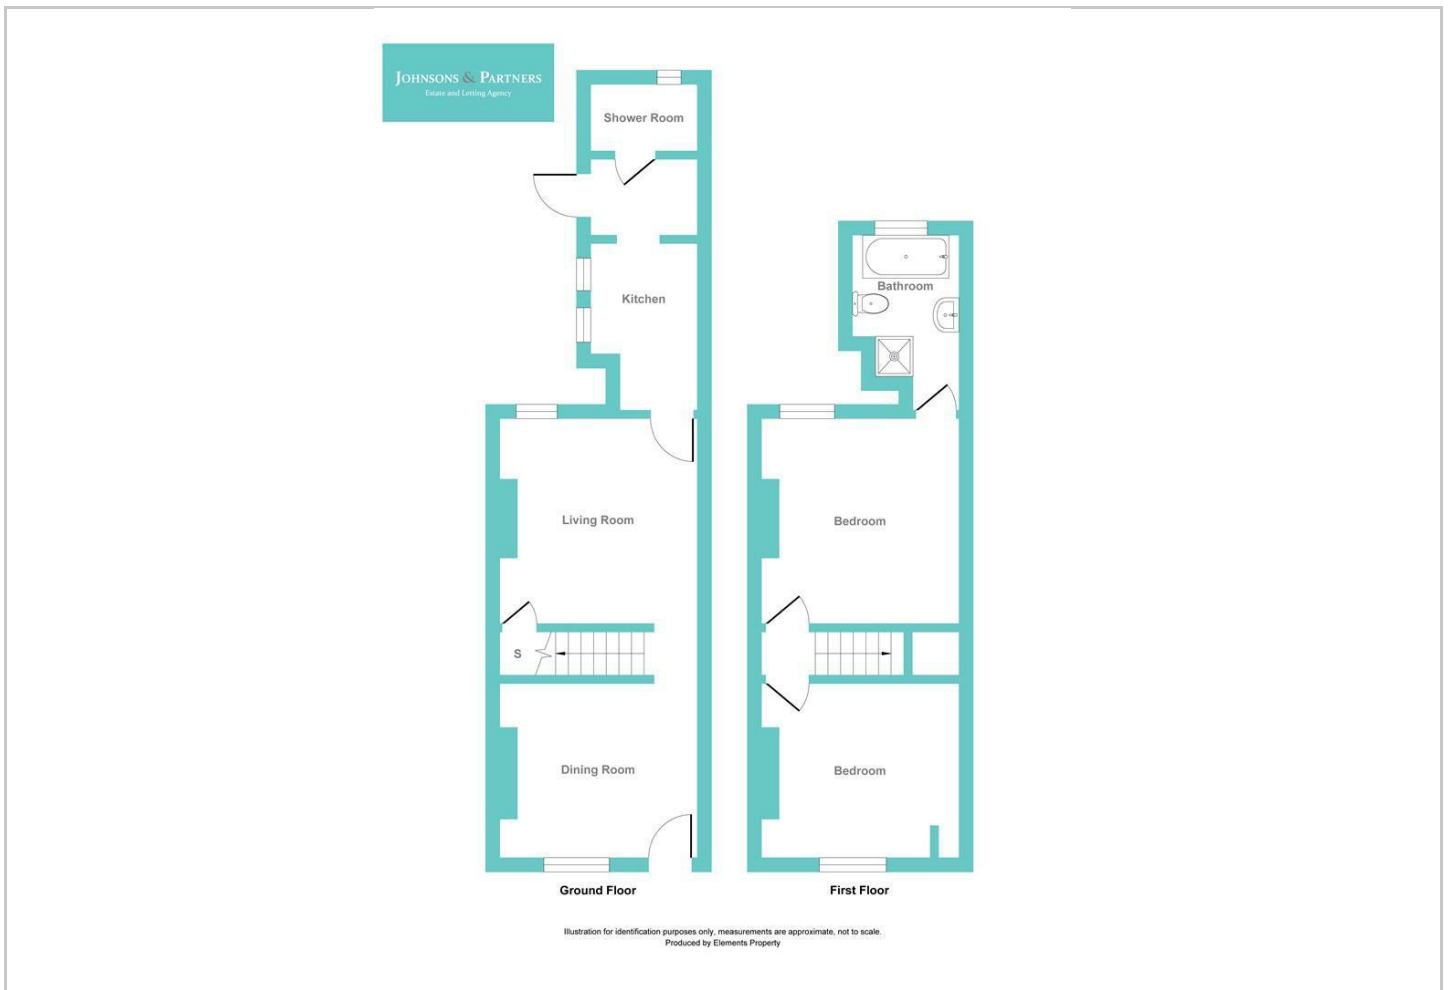 JOHNSONS & PARTNERS
Estate and Letting Agency
Shower Room
Kitchen
Living Room
S
Dining Room
Ground Floor
Bathroom
Bedroom
Bedroom
First Floor
Illustration for identification purposes only, measurements are approximate, not to scale.
Produced by Elements Property